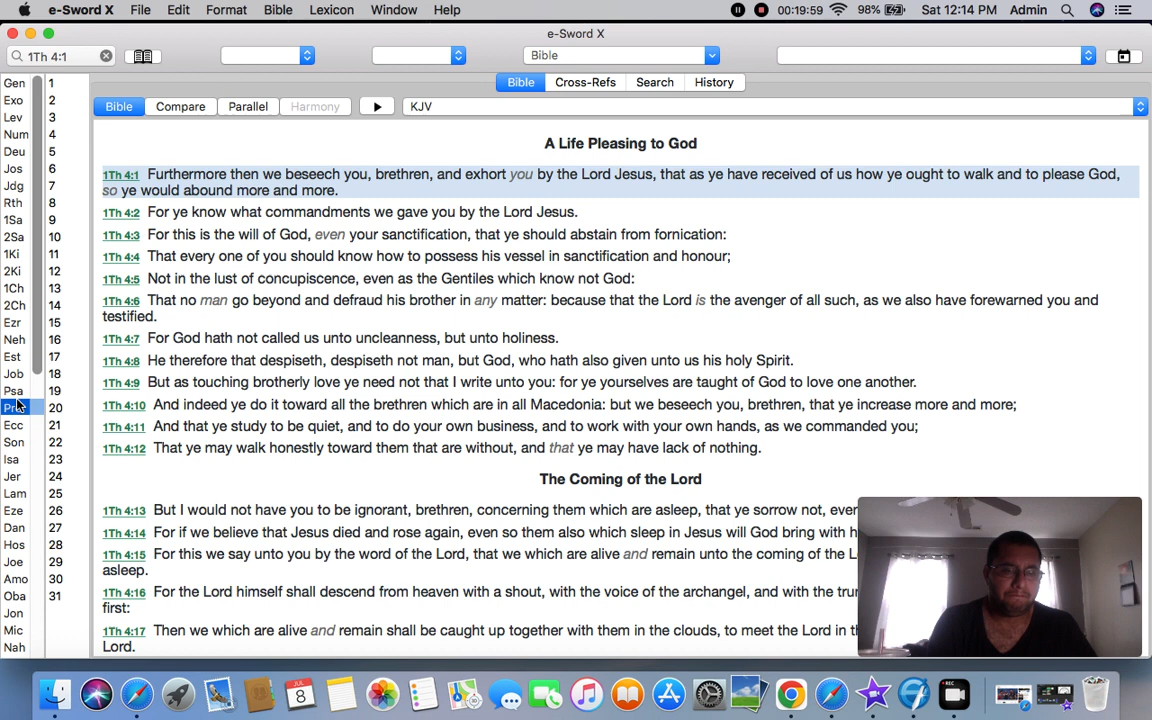 e-Sword X File Edit Format Bible Lexicon Window Help 00:19:59 98% Sat 12:14 PM Admin
e-Sword X
1Th 4:1 Bible
Bible Cross-Refs Search History
Bible Compare Parallel Harmony KJV
Gen 1
Exo 2
Lev 3
Num 4
Deu 5
Jos 6
Jdg 7
Rth 8
1Sa 9
2Sa 10
1Ki 11
2Ki 12
1Ch 13
2Ch 14
Ezr 15
Neh 16
Est 17
Job 18
Psa 19
20
Ecc 21
Son 22
Isa 23
Jer 24
Lam 25
Eze 26
Dan 27
Hos 28
Joe 29
Amo 30
Oba 31
Jon
Mic
Nah
A Life Pleasing to God
1Th 4:1 Furthermore then we beseech you, brethren, and exhort you by the Lord Jesus, that as ye have received of us how ye ought to walk and to please God,
so ye would abound more and more.
1Th 4:2 For ye know what commandments we gave you by the Lord Jesus.
1Th 4:3 For this is the will of God, even your sanctification, that ye should abstain from fornication:
1Th 4:4 That every one of you should know how to possess his vessel in sanctification and honour;
1Th 4:5 Not in the lust of concupiscence, even as the Gentiles which know not God:
1Th 4:6 That no man go beyond and defraud his brother in any matter: because that the Lord is the avenger of all such, as we also have forewarned you and
testified.
1Th 4:7 For God hath not called us unto uncleanness, but unto holiness.
1Th 4:8 He therefore that despiseth, despiseth not man, but God, who hath also given unto us his holy Spirit.
1Th 4:9 But as touching brotherly love ye need not that I write unto you: for ye yourselves are taught of God to love one another.
1Th 4:10 And indeed ye do it toward all the brethren which are in all Macedonia: but we beseech you, brethren, that ye increase more and more;
1Th 4:11 And that ye study to be quiet, and to do your own business, and to work with your own hands, as we commanded you;
1Th 4:12 That ye may walk honestly toward them that are without, and that ye may have lack of nothing.
The Coming of the Lord
1Th 4:13 But I would not have you to be ignorant, brethren, concerning them which are asleep, that ye sorrow not, ever
1Th 4:14 For if we believe that Jesus died and rose again, even so them also which sleep in Jesus will God bring with h
1Th 4:15 For this we say unto you by the word of the Lord, that we which are alive and remain unto the coming of the L
asleep.
1Th 4:16 For the Lord himself shall descend from heaven with a shout, with the voice of the archangel, and with the trur
first:
1Th 4:17 Then we which are alive and remain shall be caught up together with them in the clouds, to meet the Lord in th
Lord.
JUN
8
REC